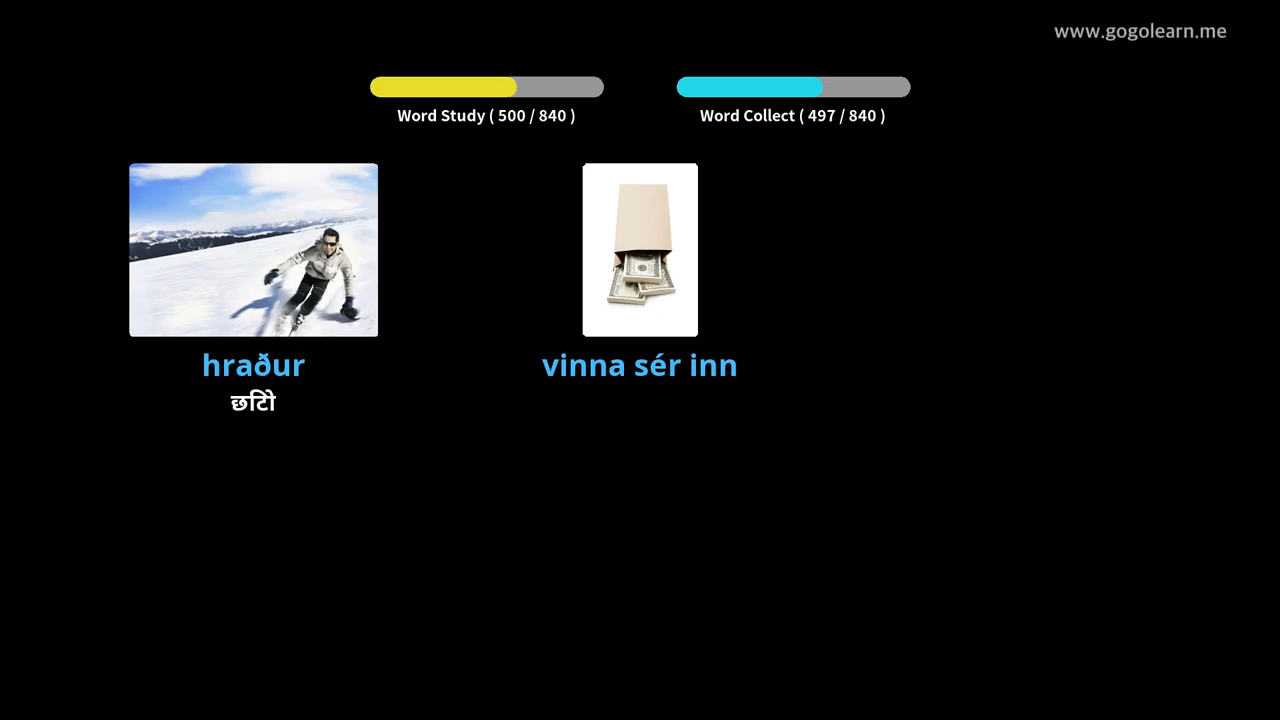 www.gogolearn.me
Word Study ( 500 / 840 )
Word Collect ( 497 / 840 )
hraður
vinna sér inn
छिटो